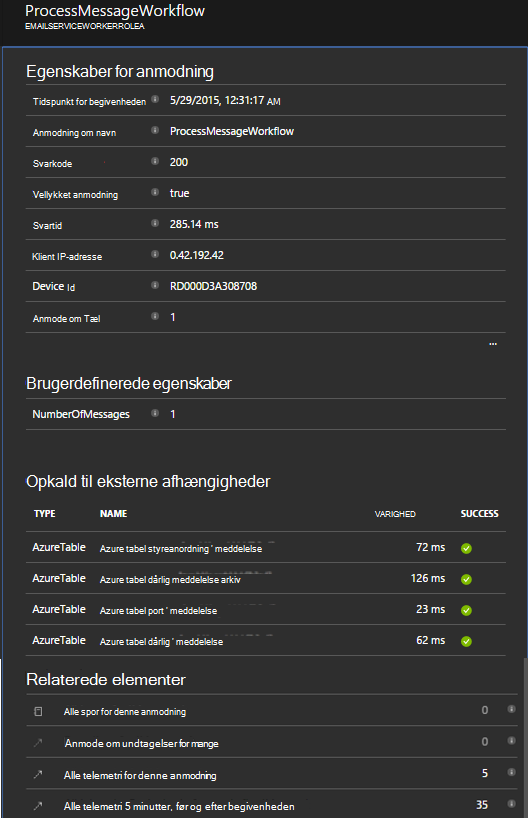 ProcessMessageWorkflow
EMAILSERVICEWORKERROLEA
Egenskaber for anmodning
Tidspunkt for begivenheden 5/29/2015, 12:31:17 AM
Anmodning om navn ProcessMessageWorkflow
Svarkode 200
Vellykket anmodning true
Svartid 285.14 ms
Klient IP-adresse 0.42.192.42
Device Id RD000D3A308708
Anmode om Tæl 1
...
Brugerdefinerede egenskaber
NumberOfMessages 1
Opkald til eksterne afhængigheder
TYPE NAME VARIGHED SUCCESS
AzureTable Azure tabel styreanordning ' meddelelse 72 ms
AzureTable Azure tabel dårlig meddelelse arkiv 126 ms
AzureTable Azure tabel port ' meddelelse 23 ms
AzureTable Azure tabel dårlig ' meddelelse 62 ms
Relaterede elementer
Alle spor for denne anmodning 0
Anmode om undtagelser for mange 0
Alle telemetri for denne anmodning 5
Alle telemetri 5 minutter, før og efter begivenheden 35